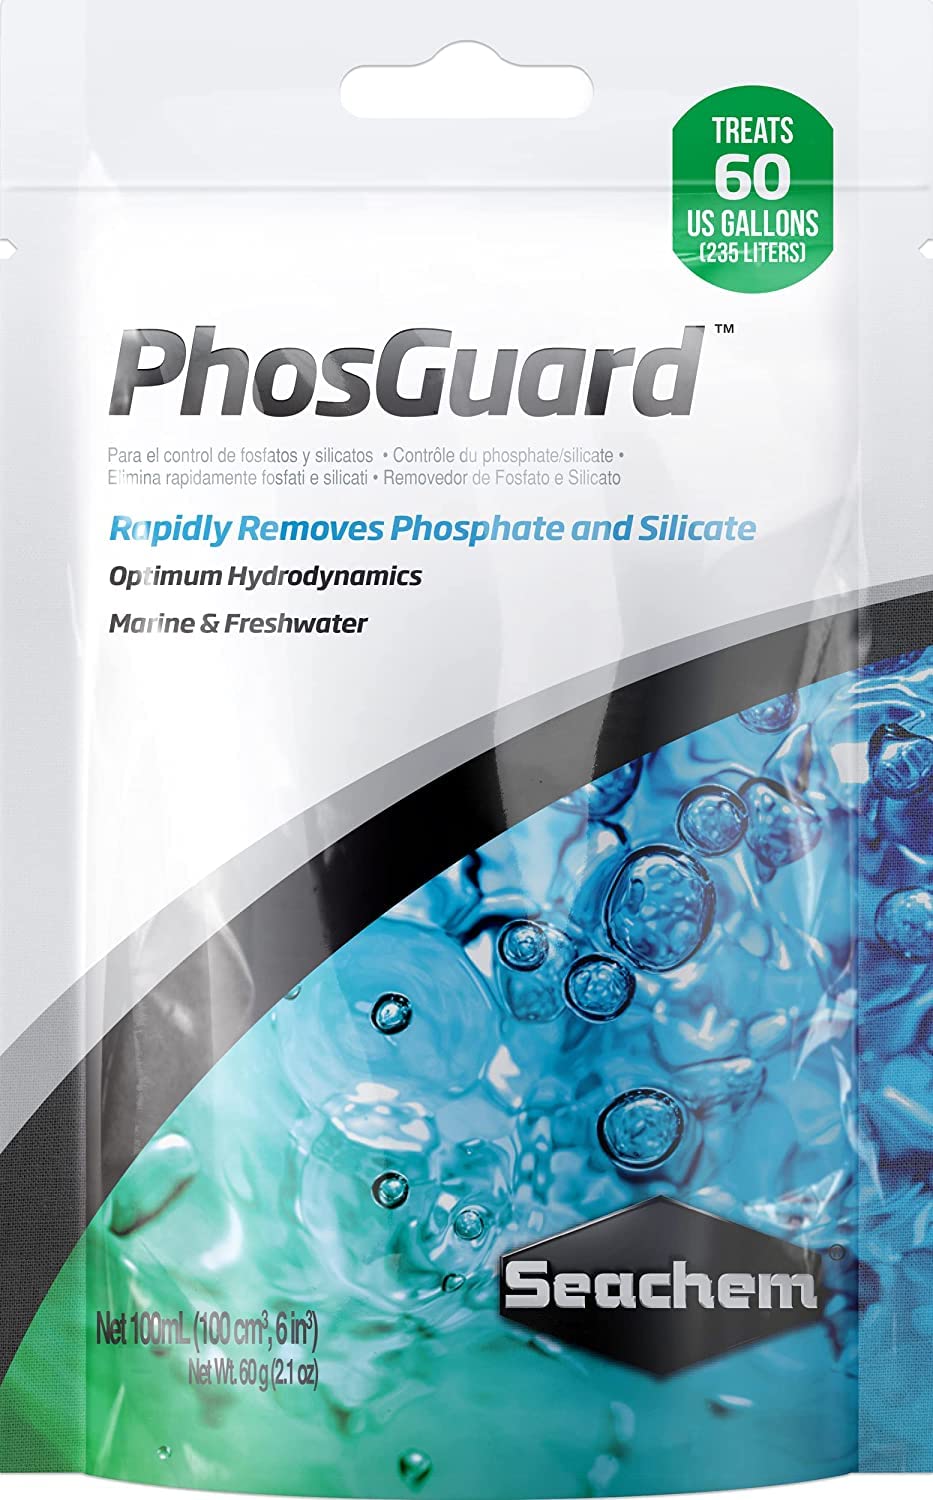 TREATS
60
US GALLONS
(235 LITERS)
PhosGuard™
Para el control de fosfatos y silicatos • Contrôle du phosphate/silicate •
Elimina rapidamente fosfati e silicati • Removedor de Fosfato e Silicato
Rapidly Removes Phosphate and Silicate
Optimum Hydrodynamics
Marine & Freshwater
Seachem®
Net 100mL (100 cm³, 6 in³)
Net Wt. 60 g (2.1 oz)